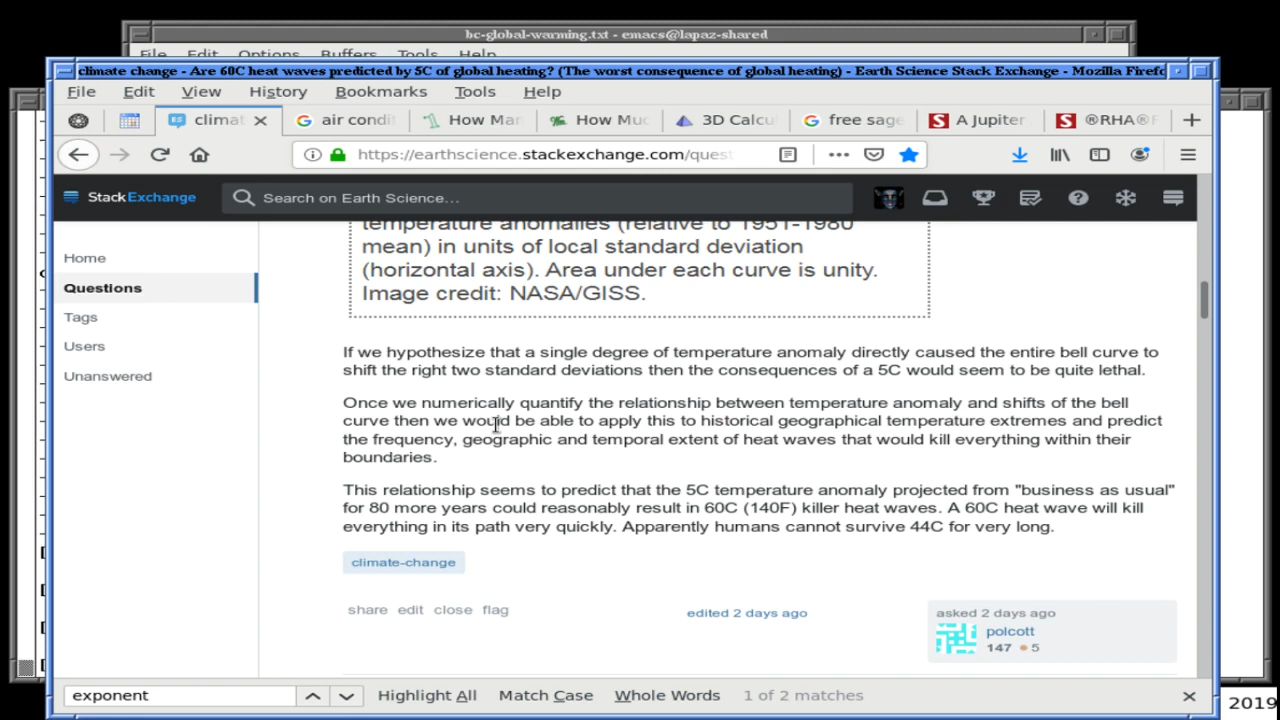 bc-global-warming.txt - emacs@lapaz-shared
File Edit Options Buffers Tools Help
climate change - Are 60C heat waves predicted by 5C of global heating? (The worst consequence of global heating) - Earth Science Stack Exchange - Mozilla Firefo
File Edit View History Bookmarks Tools Help
climat air condi How Mar How Muc 3D Calcu free sage A Jupiter ®RHA®F
https://earthscience.stackexchange.com/quest
StackExchange Search on Earth Science...
temperature anomalies (relative to 1951-1980
mean) in units of local standard deviation
(horizontal axis). Area under each curve is unity.
Image credit: NASA/GISS.
Home
Questions
Tags
Users
Unanswered
If we hypothesize that a single degree of temperature anomaly directly caused the entire bell curve to
shift the right two standard deviations then the consequences of a 5C would seem to be quite lethal.
Once we numerically quantify the relationship between temperature anomaly and shifts of the bell
curve then we would be able to apply this to historical geographical temperature extremes and predict
the frequency, geographic and temporal extent of heat waves that would kill everything within their
boundaries.
This relationship seems to predict that the 5C temperature anomaly projected from "business as usual"
for 80 more years could reasonably result in 60C (140F) killer heat waves. A 60C heat wave will kill
everything in its path very quickly. Apparently humans cannot survive 44C for very long.
climate-change
share edit close flag
edited 2 days ago
asked 2 days ago
polcott
147 5
exponent Highlight All Match Case Whole Words 1 of 2 matches
2019